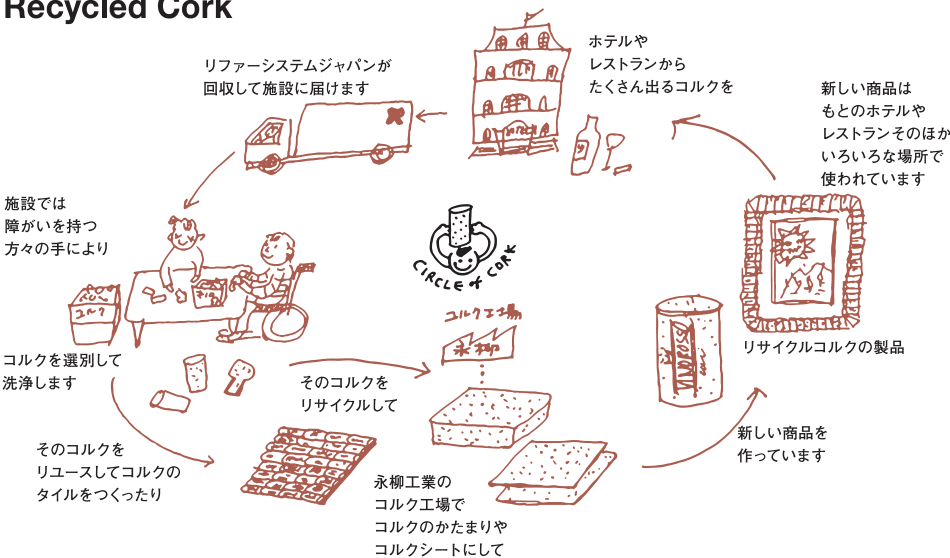 Recycled Cork
ホテルや
レストランから
たくさん出るコルクを
リファーシステムジャパンが
回収して施設に届けます
施設では
障がいを持つ
方々の手により
コルク
コルクを選別して
洗浄します
そのコルクを
リユースしてコルクの
タイルをつくったり
そのコルクを
リサイクルして
コルク工場
永柳
永柳工業の
コルク工場で
コルクのかたまりや
コルクシートにして
新しい商品を
作っています
リサイクルコルクの製品
新しい商品は
もとのホテルや
レストランそのほか
いろいろな場所で
使われています
CIRCLE of CORK